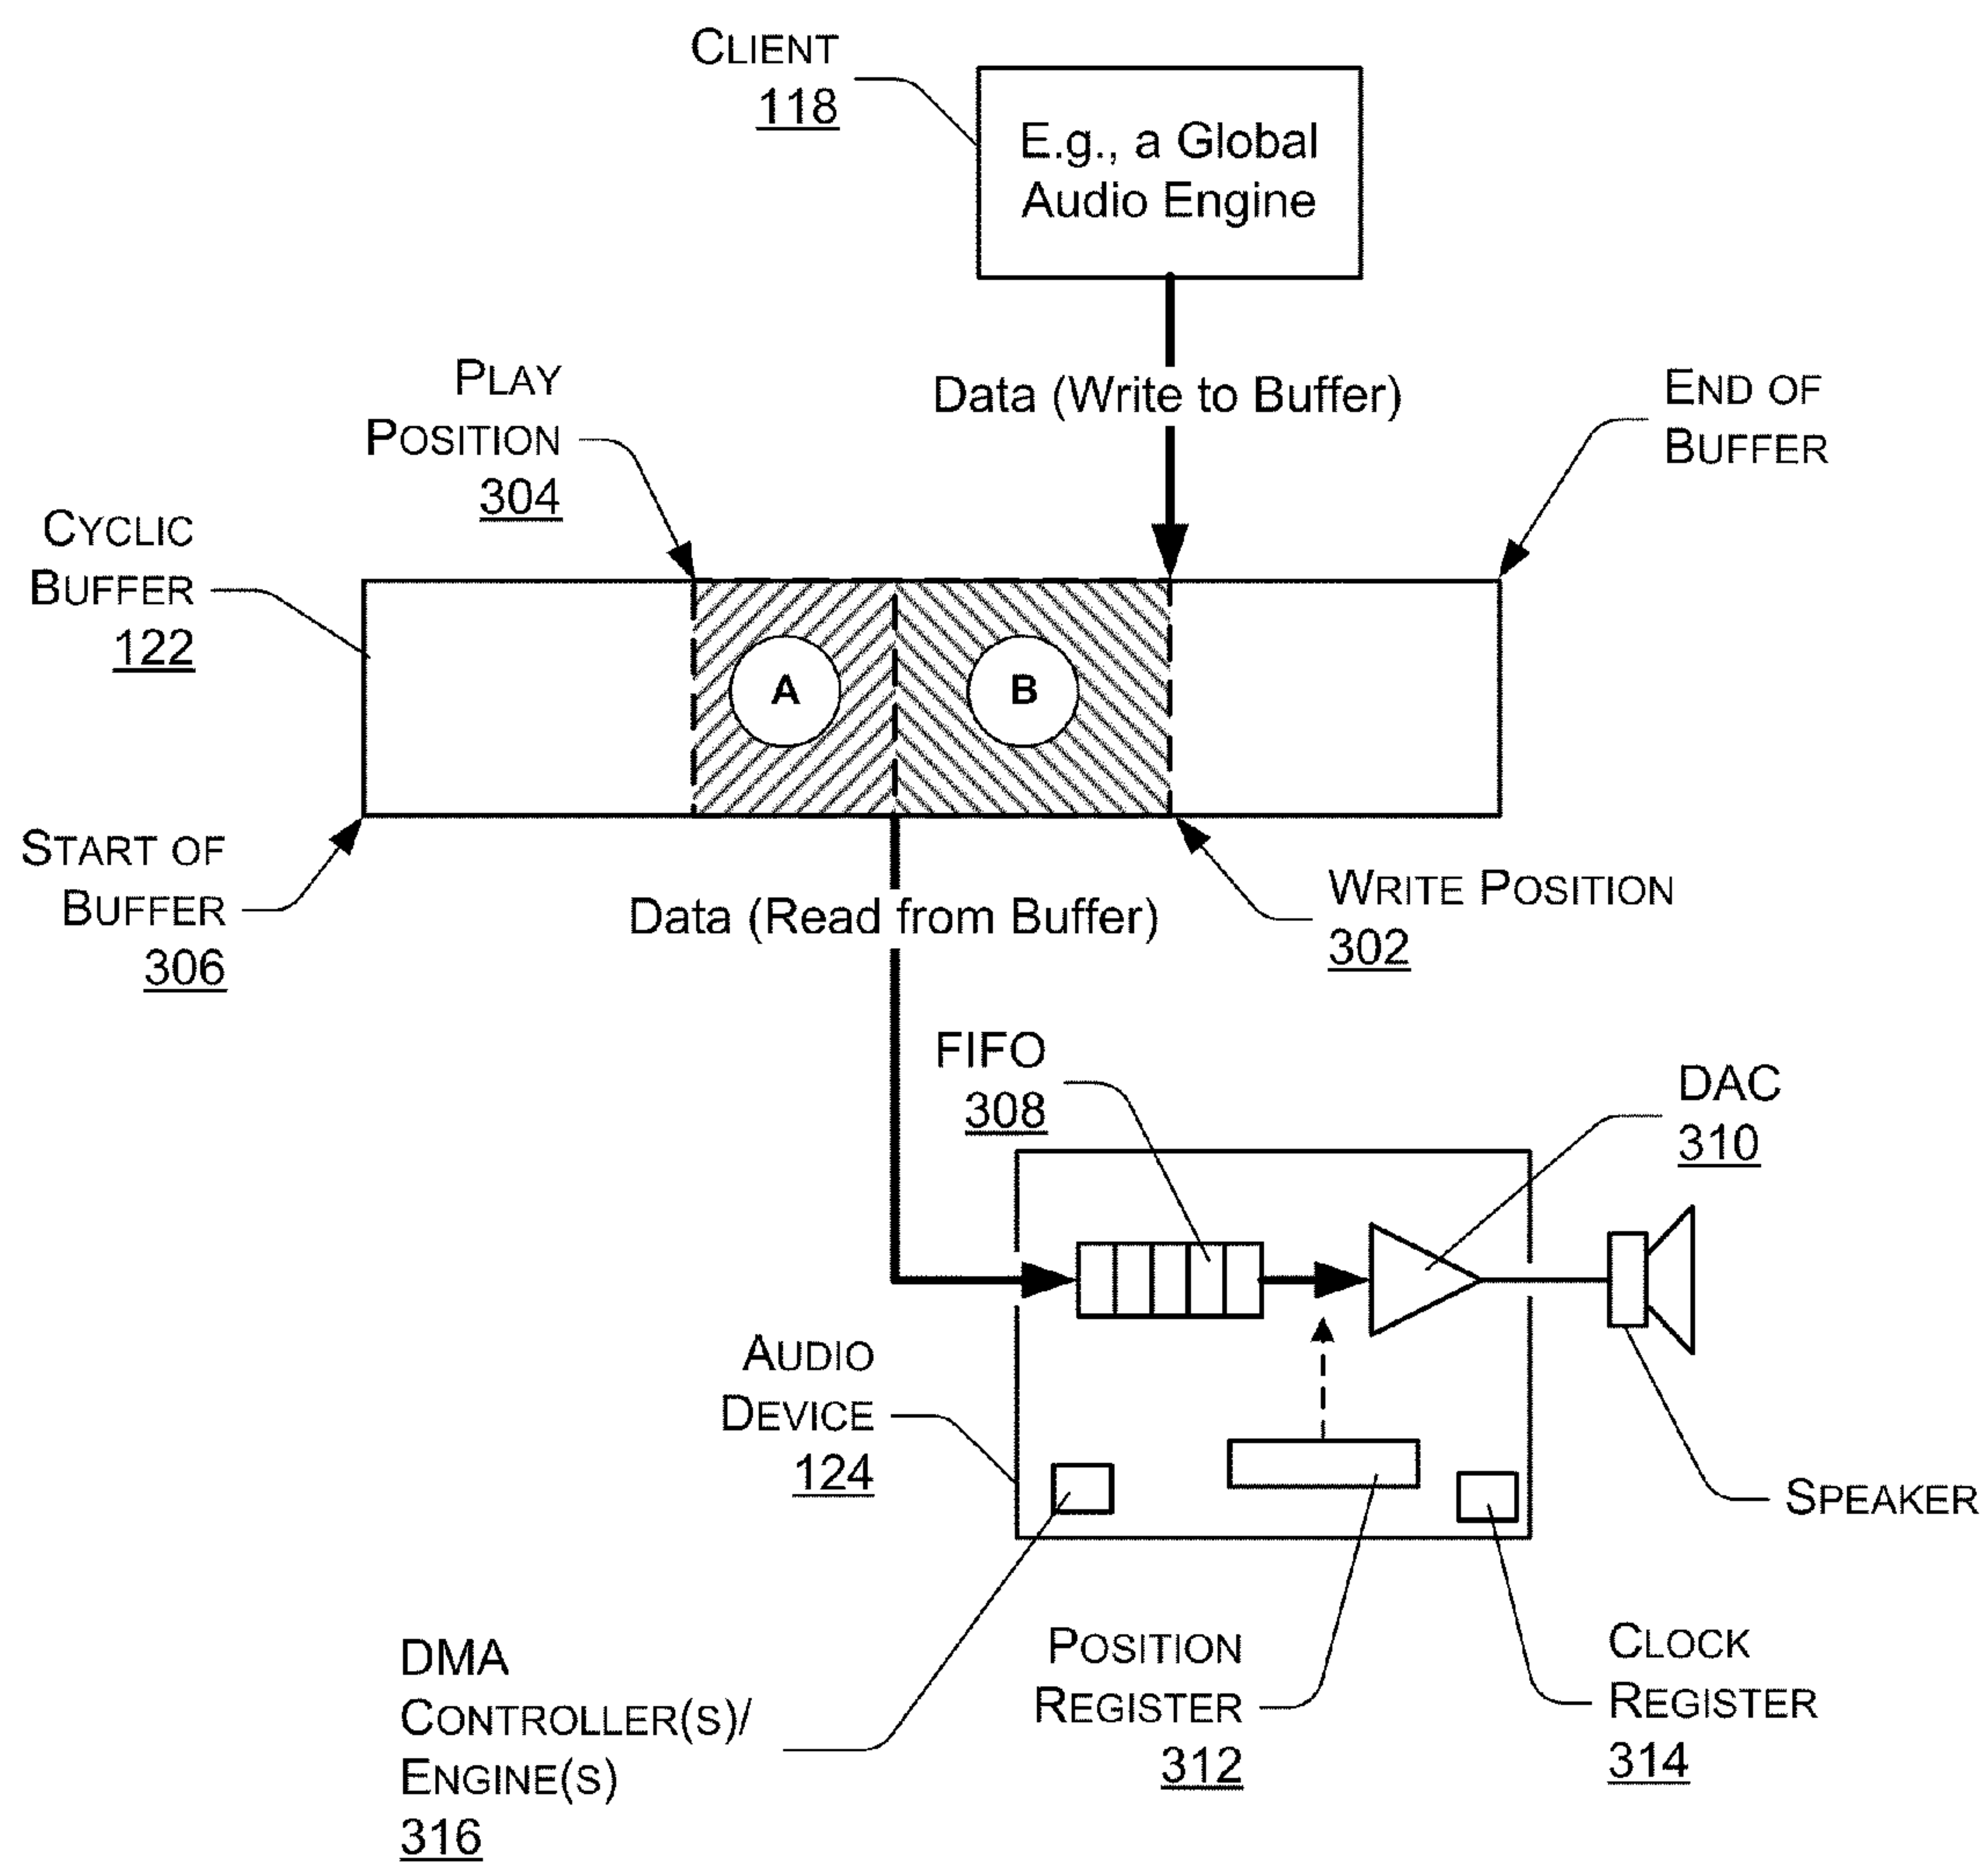 CLIENT
118
E.g., a Global
Audio Engine
PLAY
POSITION
304
Data (Write to Buffer)
END OF
BUFFER
CYCLIC
BUFFER
122
A
B
START OF
BUFFER
306
Data (Read from Buffer)
WRITE POSITION
302
FIFO
308
DAC
310
AUDIO
DEVICE
124
SPEAKER
DMA
CONTROLLER(S)/
ENGINE(S)
316
POSITION
REGISTER
312
CLOCK
REGISTER
314